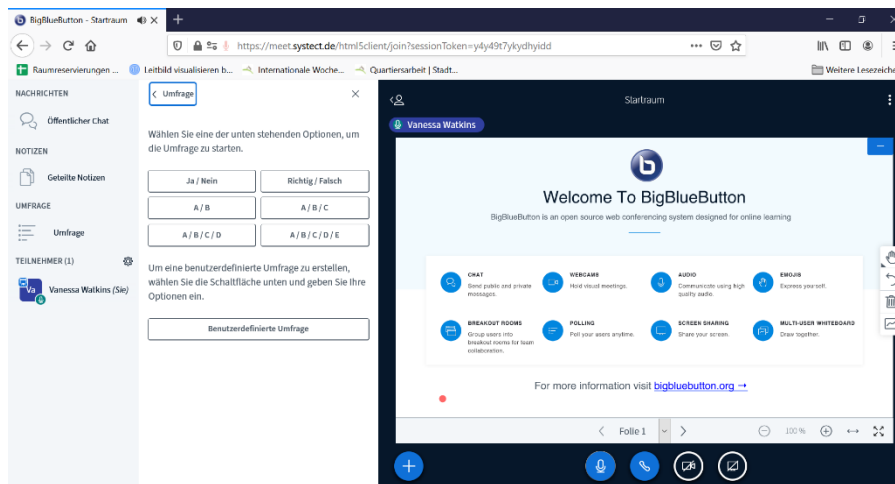 BigBlueButton - Startraum
https://meet.systect.de/html5client/join?sessionToken=y4y49t7ykydhyidd
Raumreservierungen ...
Leitbild visualisieren b...
Internationale Woche...
Quartiersarbeit | Stadt...
Weitere Lesezeichen
NACHRICHTEN
Öffentlicher Chat
NOTIZEN
Geteilte Notizen
UMFRAGE
Umfrage
TEILNEHMER (1)
Va
Vanessa Watkins (Sie)
Umfrage
Wählen Sie eine der unten stehenden Optionen, um
die Umfrage zu starten.
Ja / Nein
Richtig / Falsch
A / B
A / B / C
A / B / C / D
A / B / C / D / E
Um eine benutzerdefinierte Umfrage zu erstellen,
wählen Sie die Schaltfläche unten und geben Sie Ihre
Optionen ein.
Benutzerdefinierte Umfrage
Startraum
Vanessa Watkins
b
Welcome To BigBlueButton
BigBlueButton is an open source web conferencing system designed for online learning
CHAT
Send public and private
messages.
WEBCAMS
Hold visual meetings.
AUDIO
Communicate using high
quality audio.
EMOJIS
Express yourself.
BREAKOUT ROOMS
Group users into
breakout rooms for team
collaboration.
POLLING
Poll your users anytime.
SCREEN SHARING
Share your screen.
MULTI-USER WHITEBOARD
Draw together.
For more information visit bigbluebutton.org →
Folie 1
100 %